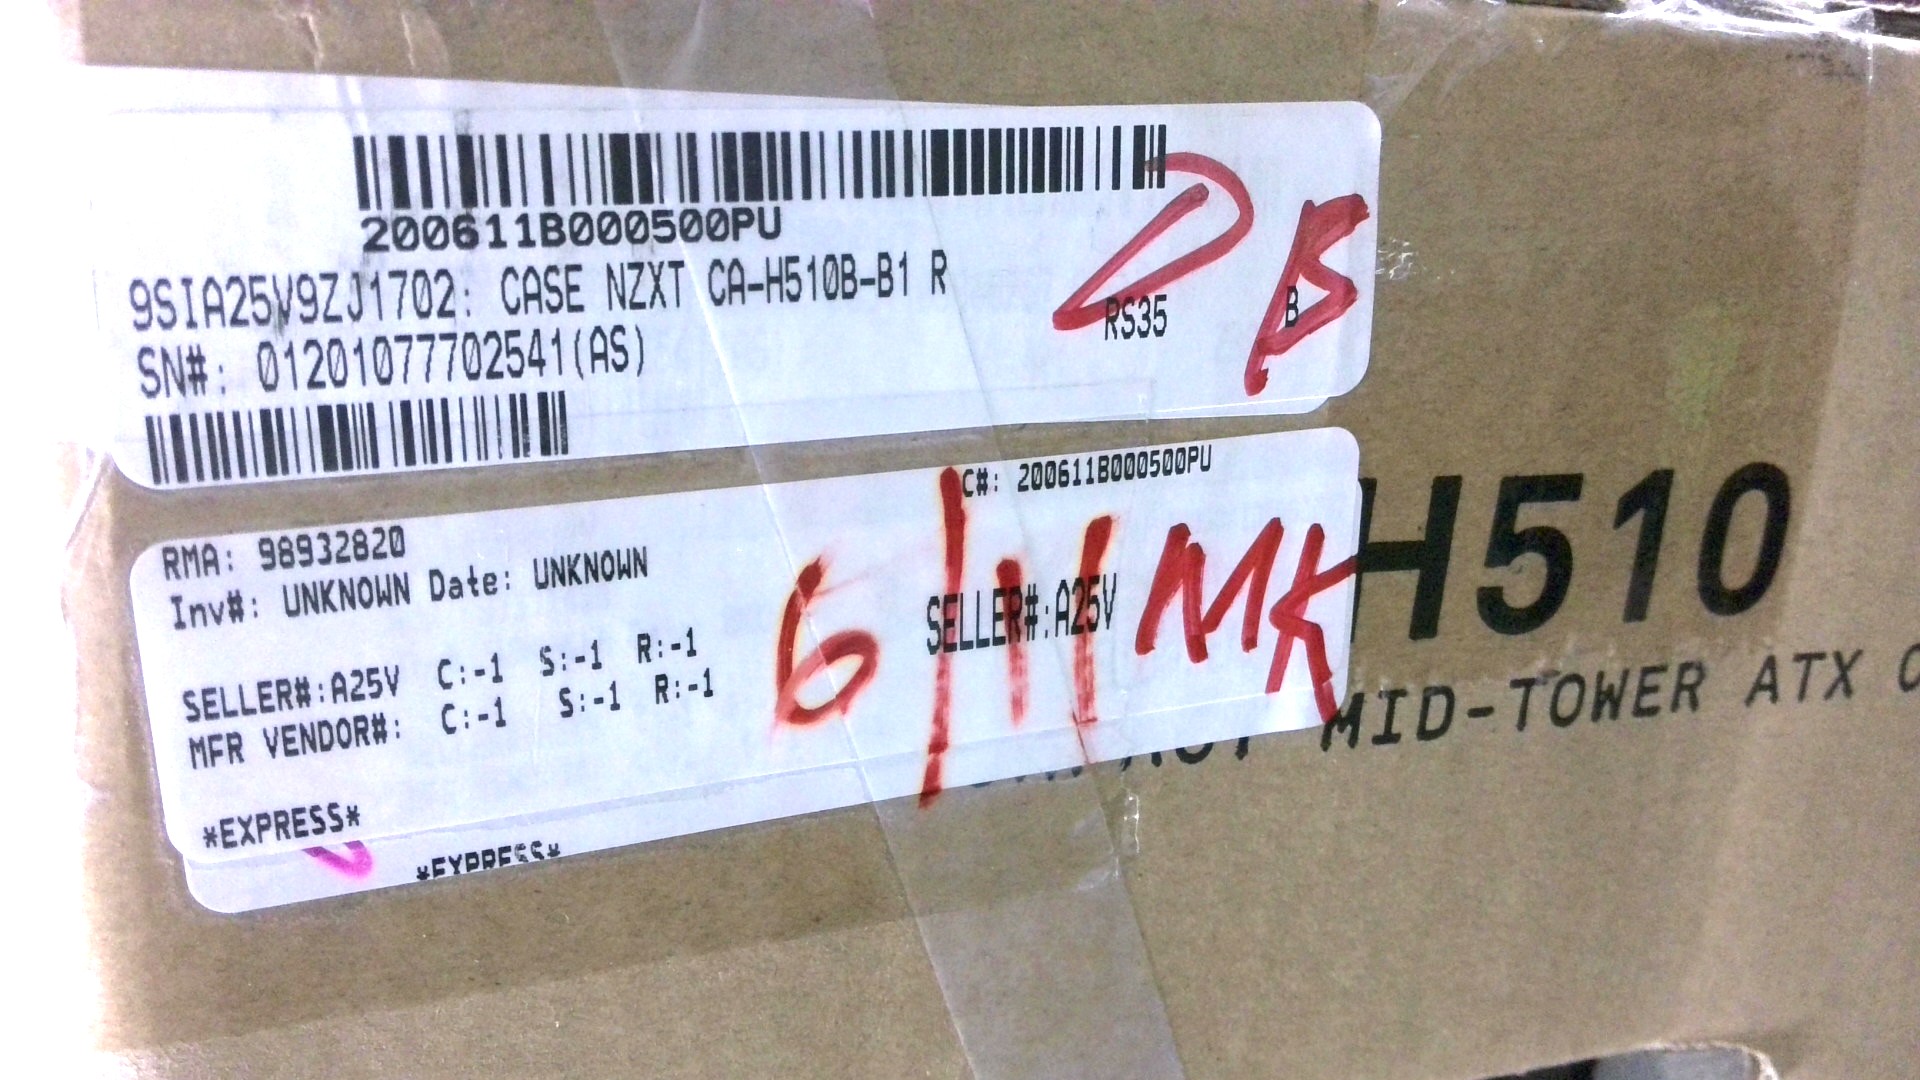 200611B000500PU
9SIA25V9ZJ1702: CASE NZXT CA-H510B-B1 R
SN#: 01201077702541(AS)
RS35
B
D B
C#: 200611B000500PU
RMA: 98932820
Inv#: UNKNOWN Date: UNKNOWN
SELLER#:A25V
SELLER#:A25V C:-1 S:-1 R:-1
MFR VENDOR#: C:-1 S:-1 R:-1
6/11 MK
*EXPRESS*
*EXPRESS*
H510
MID-TOWER ATX